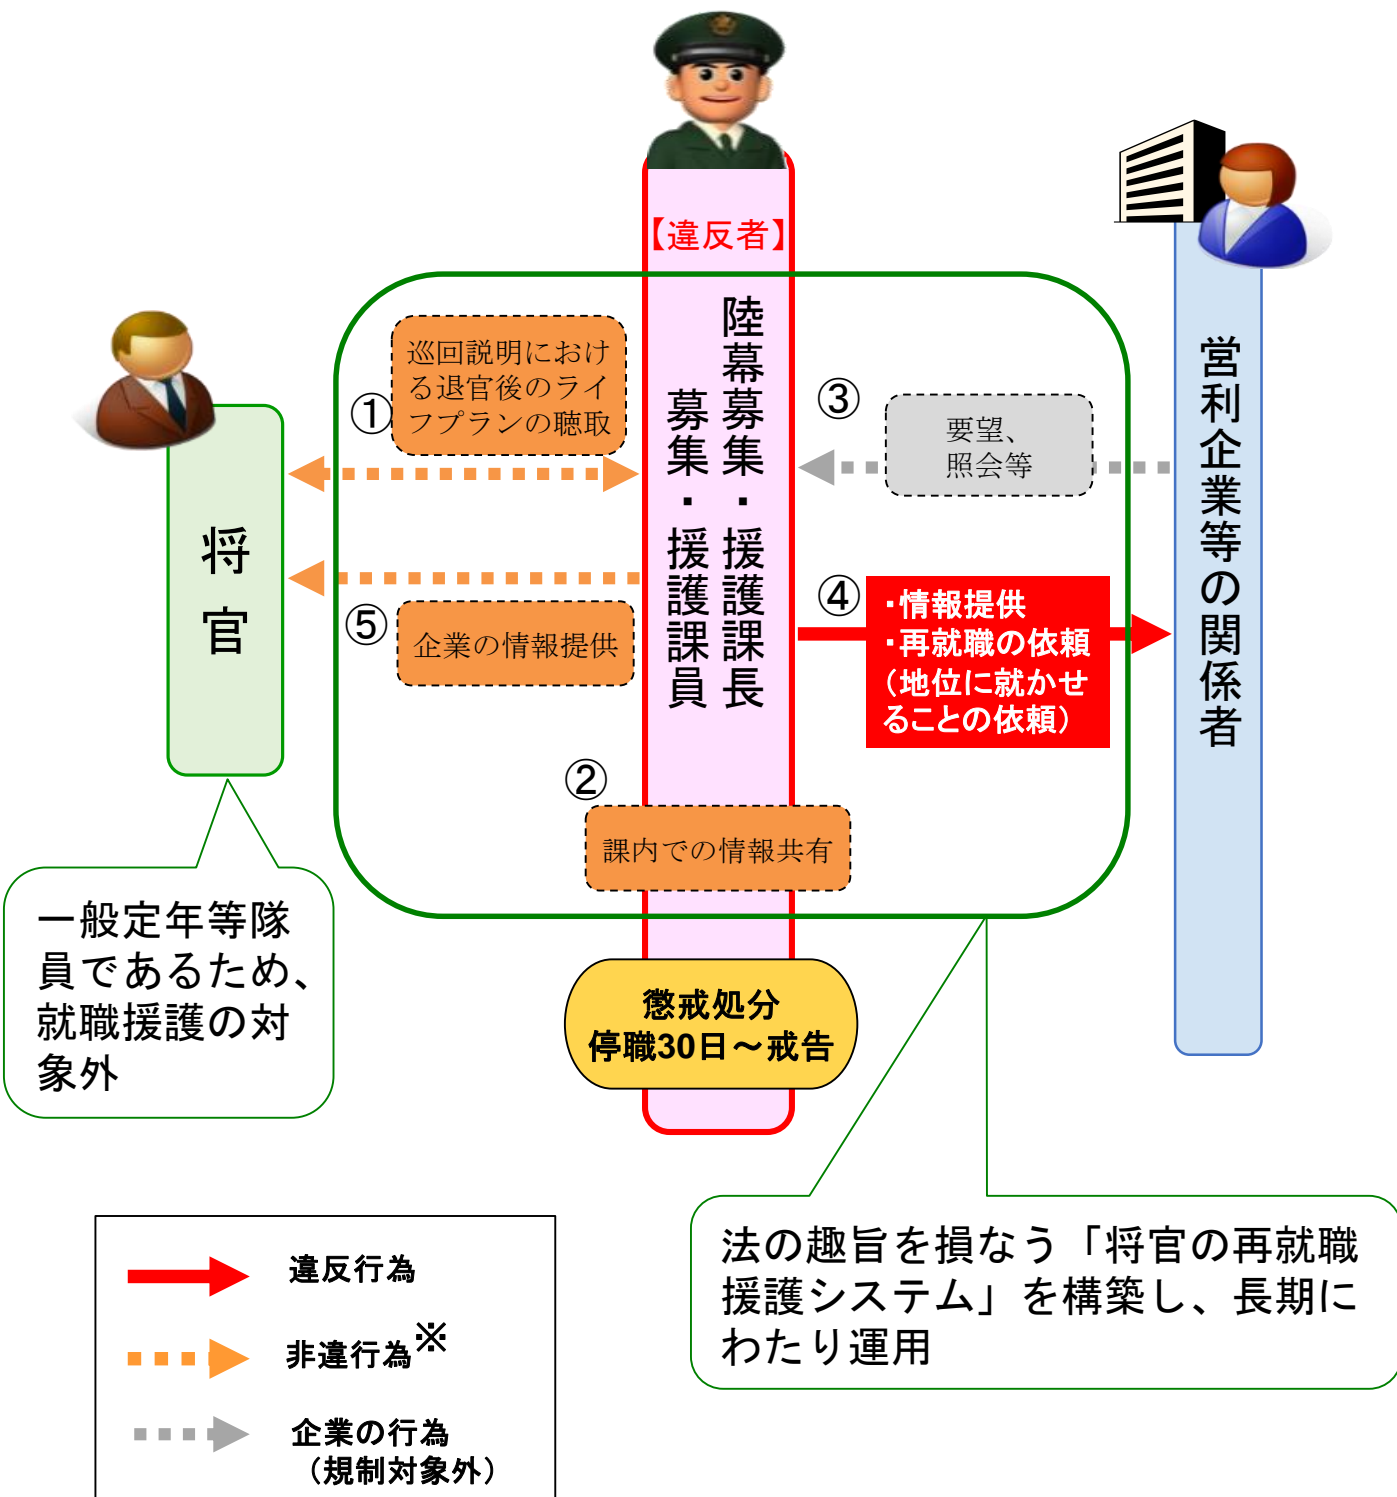 【違反者】
陸幕募集・援護課長
募集・援護課員
営利企業等の関係者
将官
①
巡回説明におけ
る退官後のライ
フプランの聴取
③
要望、
照会等
④
・情報提供
・再就職の依頼
(地位に就かせ
ることの依頼)
⑤
企業の情報提供
②
課内での情報共有
一般定年等隊
員であるため、
就職援護の対
象外
懲戒処分
停職30日～戒告
法の趣旨を損なう「将官の再就職
援護システム」を構築し、長期に
わたり運用
違反行為
非違行為※
企業の行為
(規制対象外)